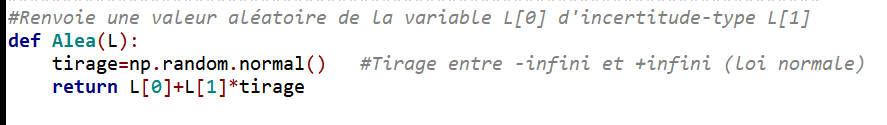 #Renvoie une valeur aléatoire de la variable L[0] d'incertitude-type L[1]
def Alea(L):
    tirage=np.random.normal()   #Tirage entre -infini et +infini (loi normale)
    return L[0]+L[1]*tirage